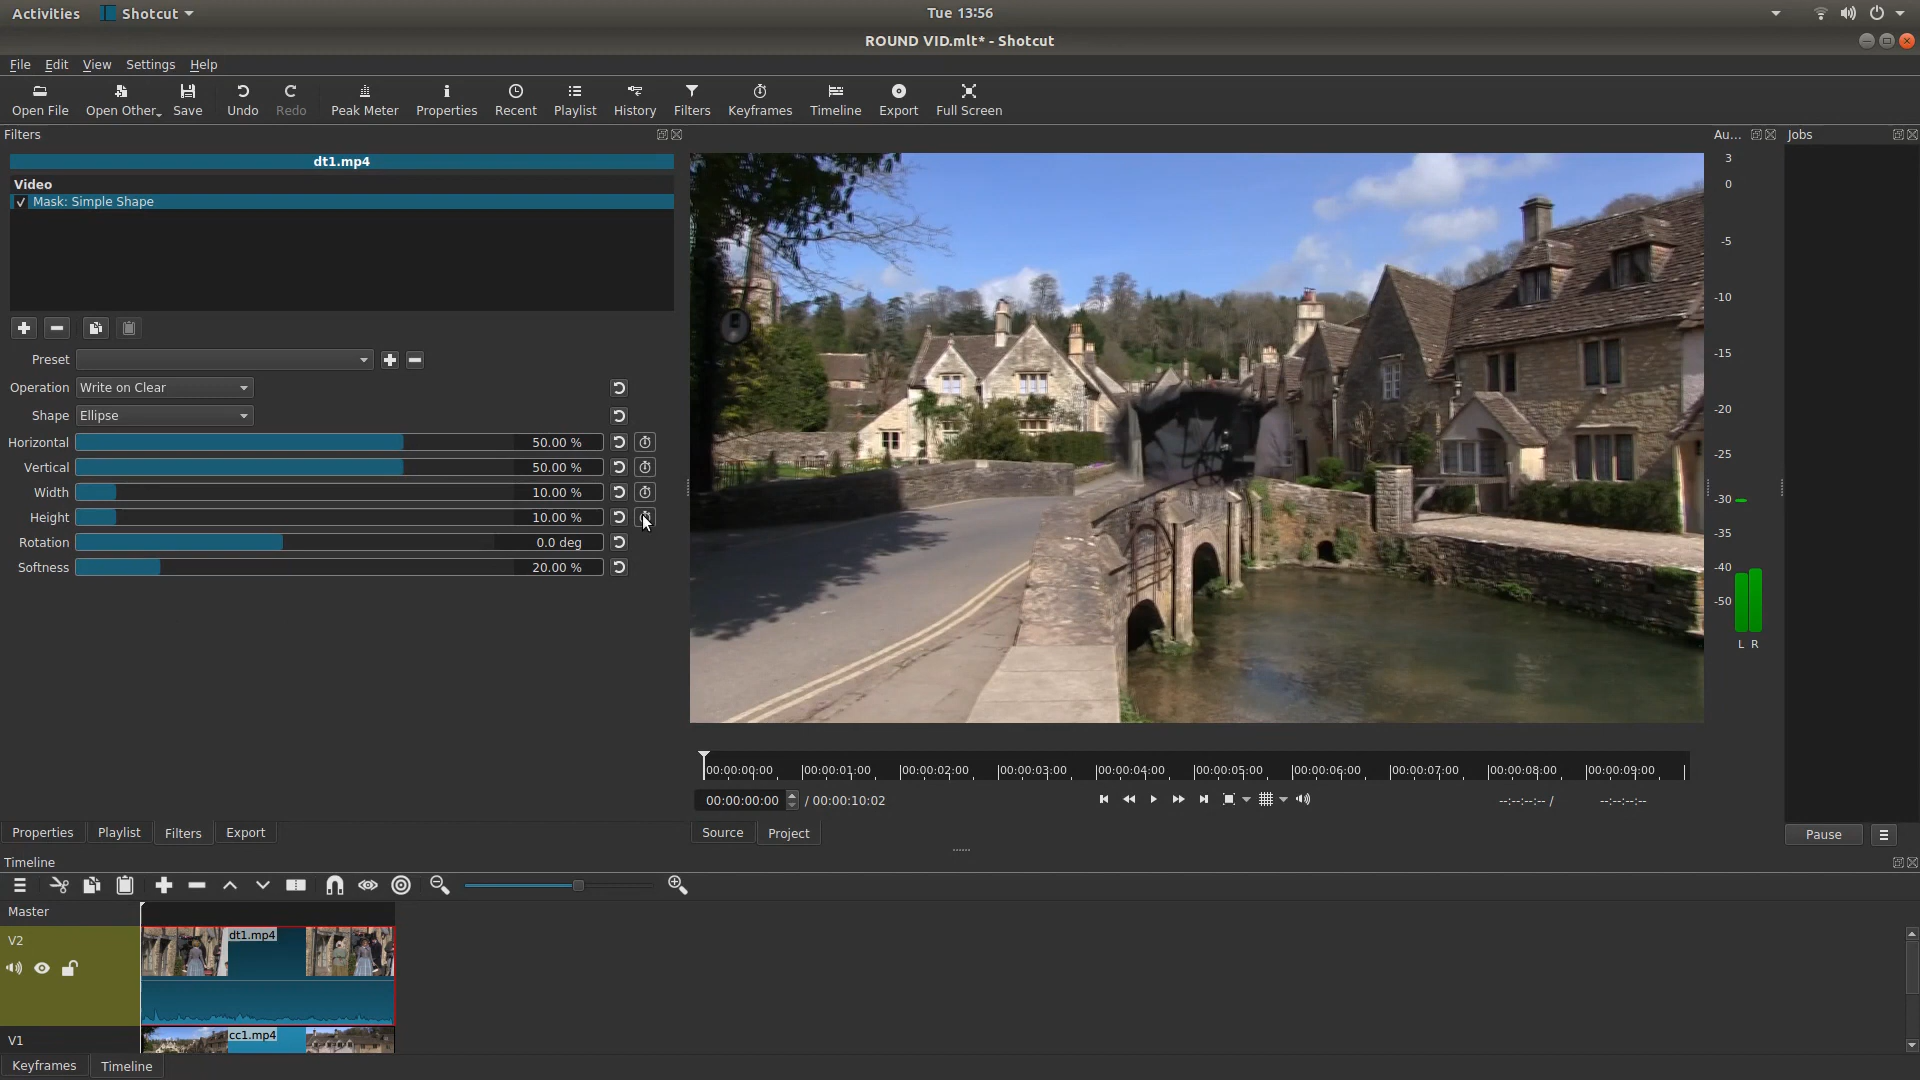 Activities Shotcut Tue 13:56
ROUND VID.mlt* - Shotcut
File Edit View Settings Help
Open File Open Other Save Undo Redo Peak Meter Properties Recent Playlist History Filters Keyframes Timeline Export Full Screen
Filters Au... Jobs
dt1.mp4
Video
Mask: Simple Shape
Preset
Operation Write on Clear
Shape Ellipse
Horizontal 50.00 %
Vertical 50.00 %
Width 10.00 %
Height 10.00 %
Rotation 0.0 deg
Softness 20.00 %
3
0
-5
-10
-15
-20
-25
-30
-35
-40
-50
L R
00:00:00:00 00:00:01:00 00:00:02:00 00:00:03:00 00:00:04:00 00:00:05:00 00:00:06:00 00:00:07:00 00:00:08:00 00:00:09:00
00:00:00:00 / 00:00:10:02 --:--:--:-- / --:--:--:--
Properties Playlist Filters Export Source Project Pause
Timeline
Master
V2 dt1.mp4
V1 cc1.mp4
Keyframes Timeline